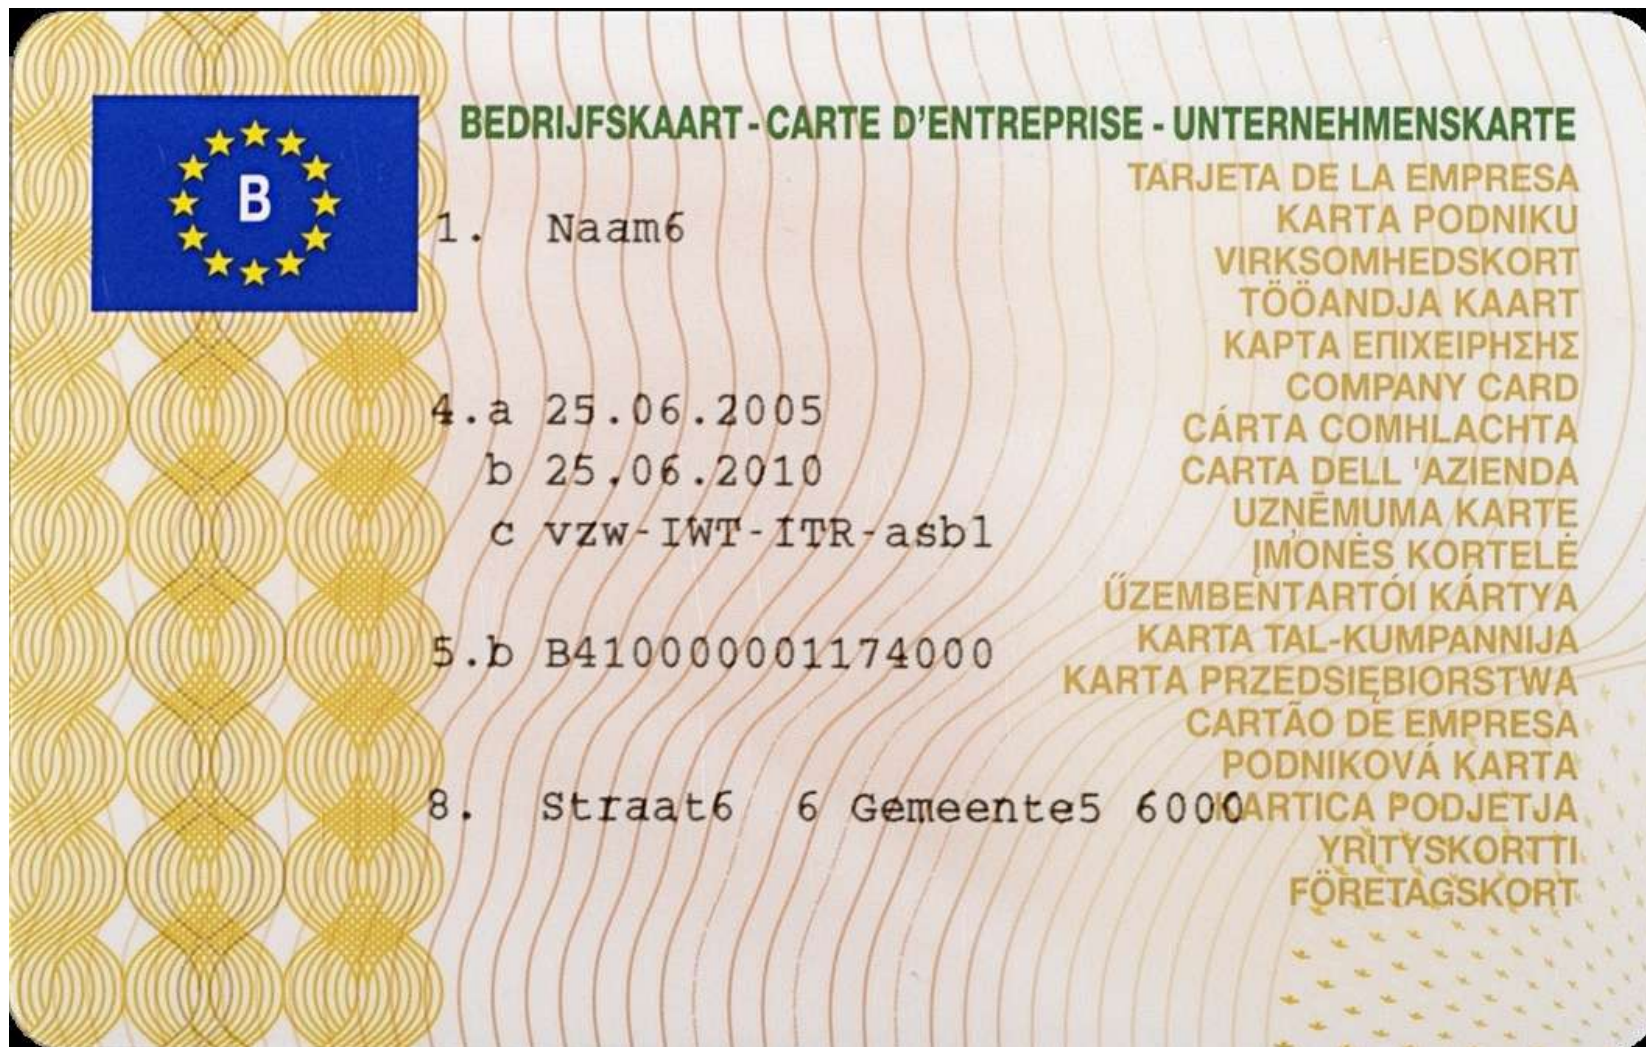 B
BEDRIJFSKAART - CARTE D'ENTREPRISE - UNTERNEHMENSKARTE
TARJETA DE LA EMPRESA
KARTA PODNIKU
VIRKSOMHEDSKORT
TÖÖANDJA KAART
ΚΑΡΤΑ ΕΠΙΧΕΙΡΗΣΗΣ
COMPANY CARD
CÁRTA COMHLACHTA
CARTA DELL 'AZIENDA
UZŅĒMUMA KARTE
ĮMONĖS KORTELĖ
ŰZEMBENTARTÓI KÁRTYA
KARTA TAL-KUMPANNIJA
KARTA PRZEDSIĘBIORSTWA
CARTÃO DE EMPRESA
PODNIKOVÁ KARTA
KARTICA PODJETJA
YRITYSKORTTI
FÖRETAGSKORT
1. Naam6
4.a 25.06.2005
b 25.06.2010
c vzw-IWT-ITR-asbl
5.b B4100000001174000
8. Straat6 6 Gemeente5 6000